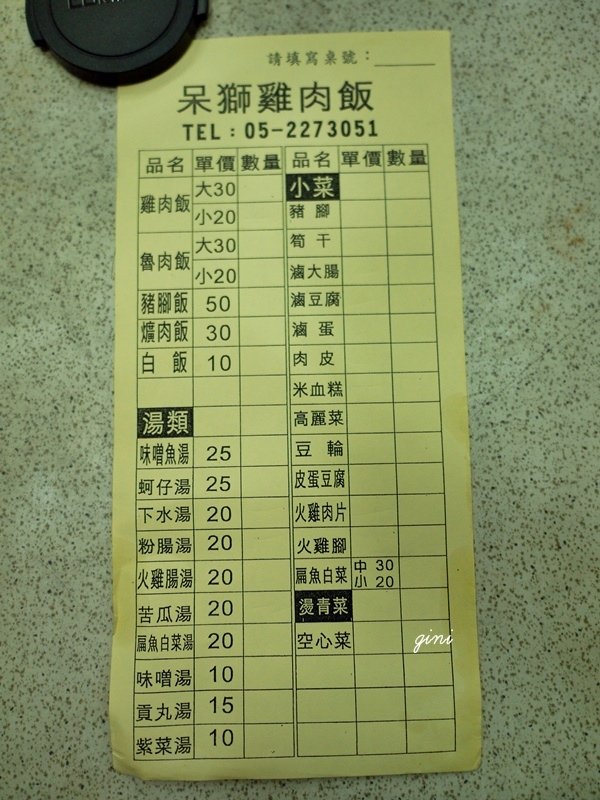 請填寫桌號：
呆獅雞肉飯
TEL：05-2273051
品名 單價 數量
雞肉飯 大30
小20
魯肉飯 大30
小20
豬腳飯 50
爌肉飯 30
白飯 10
湯類
味噌魚湯 25
蚵仔湯 25
下水湯 20
粉腸湯 20
火雞腸湯 20
苦瓜湯 20
扁魚白菜湯 20
味噌湯 10
貢丸湯 15
紫菜湯 10
品名 單價 數量
小菜
豬腳
筍干
滷大腸
滷豆腐
滷蛋
肉皮
米血糕
高麗菜
豆輪
皮蛋豆腐
火雞肉片
火雞腳
扁魚白菜 中 30
小 20
燙青菜
空心菜
gini